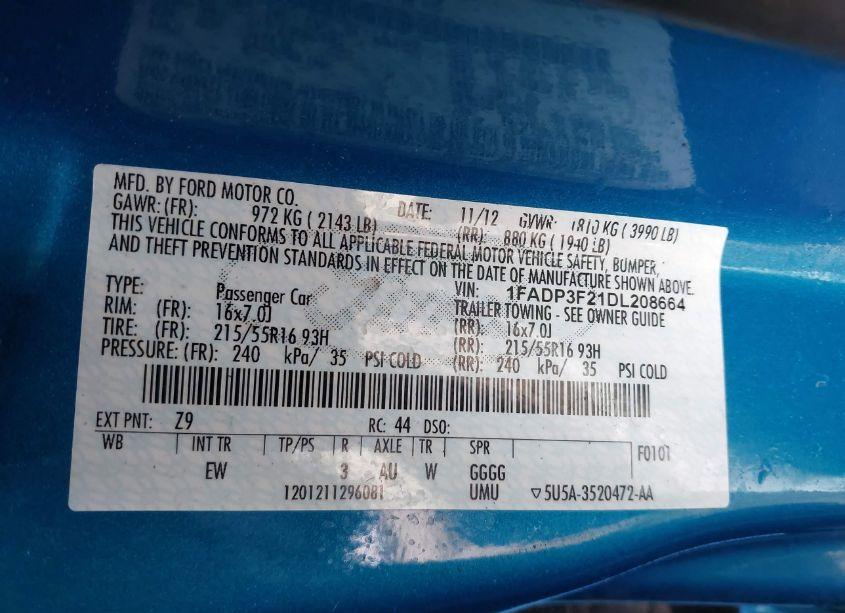 MFD. BY FORD MOTOR CO. DATE: 11/12 GVWR: 1810 KG ( 3990 LB)
GAWR: (FR): 972 KG ( 2143 LB) (RR): 880 KG ( 1940 LB)
THIS VEHICLE CONFORMS TO ALL APPLICABLE FEDERAL MOTOR VEHICLE SAFETY, BUMPER,
AND THEFT PREVENTION STANDARDS IN EFFECT ON THE DATE OF MANUFACTURE SHOWN ABOVE.
VIN: 1FADP3F21DL208664
TYPE: Passenger Car TRAILER TOWING - SEE OWNER GUIDE
RIM: (FR): 16x7.0J (RR): 16x7.0J
TIRE: (FR): 215/55R16 93H (RR): 215/55R16 93H
PRESSURE: (FR): 240 kPa/ 35 PSI COLD (RR): 240 kPa/ 35 PSI COLD
EXT PNT: Z9 RC: 44 DSO:
WB INT TR TP/PS R AXLE TR SPR F0101
EW 3 AU W GGGG
1201211296081 UMU ▽5U5A-3520472-AA